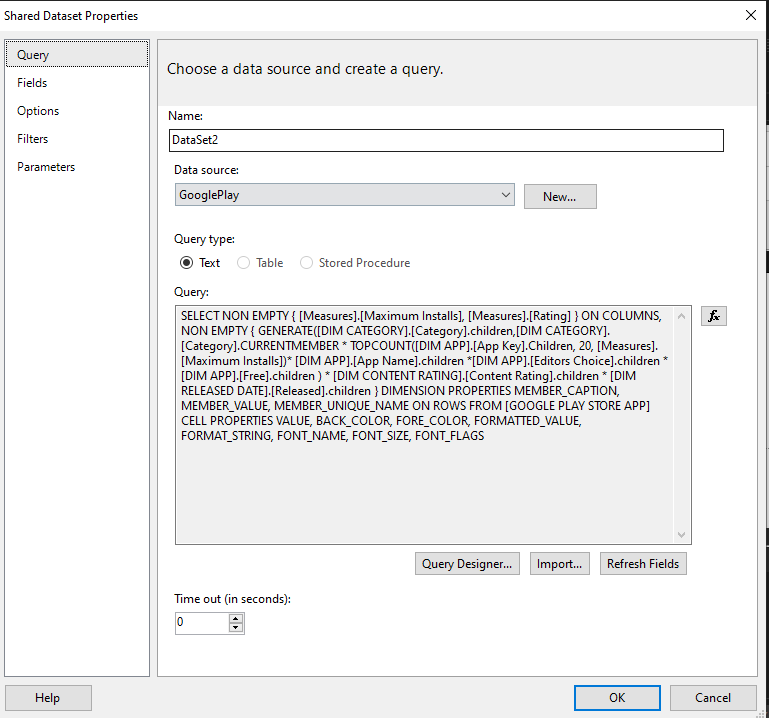 Shared Dataset Properties
Query
Fields
Options
Filters
Parameters
Choose a data source and create a query.
Name:
DataSet2
Data source:
GooglePlay
New...
Query type:
Text
Table
Stored Procedure
Query:
SELECT NON EMPTY { [Measures].[Maximum Installs], [Measures].[Rating] } ON COLUMNS,
NON EMPTY { GENERATE([DIM CATEGORY].[Category].children,[DIM CATEGORY].
[Category].CURRENTMEMBER * TOPCOUNT([DIM APP].[App Key].Children, 20, [Measures].
[Maximum Installs])* [DIM APP].[App Name].children *[DIM APP].[Editors Choice].children *
[DIM APP].[Free].children ) * [DIM CONTENT RATING].[Content Rating].children * [DIM
RELEASED DATE].[Released].children } DIMENSION PROPERTIES MEMBER_CAPTION,
MEMBER_VALUE, MEMBER_UNIQUE_NAME ON ROWS FROM [GOOGLE PLAY STORE APP]
CELL PROPERTIES VALUE, BACK_COLOR, FORE_COLOR, FORMATTED_VALUE,
FORMAT_STRING, FONT_NAME, FONT_SIZE, FONT_FLAGS
fx
Query Designer...
Import...
Refresh Fields
Time out (in seconds):
0
Help
OK
Cancel